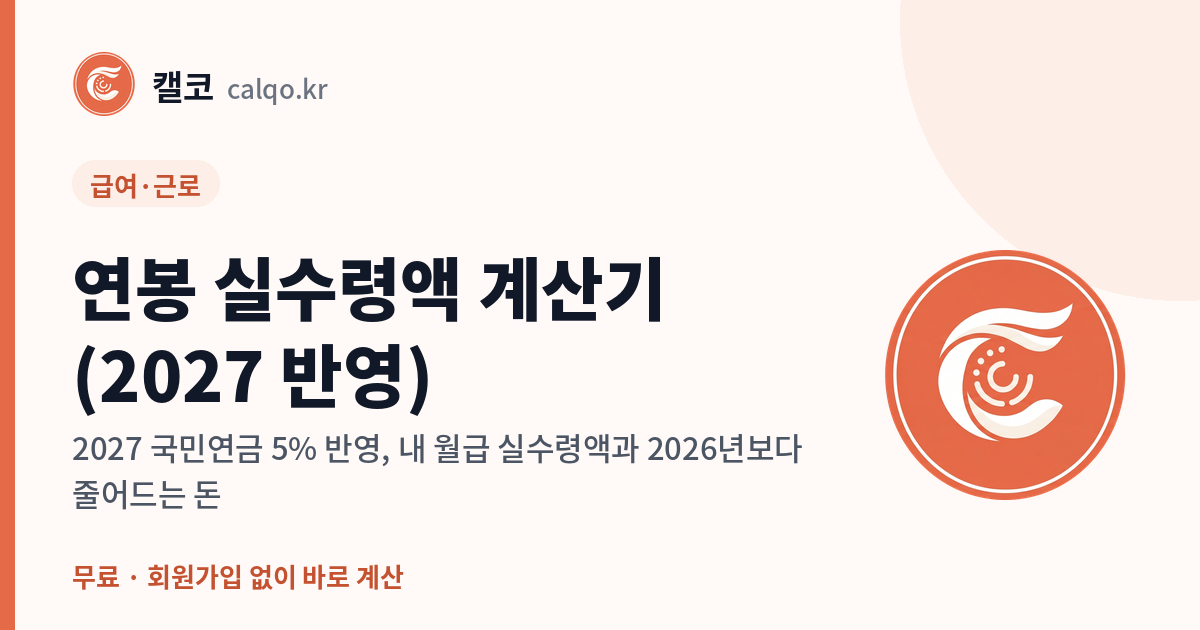 캘코 calqo.kr
급여·근로
연봉 실수령액 계산기
(2027 반영)
2027 국민연금 5% 반영, 내 월급 실수령액과 2026년보다
줄어드는 돈
무료 · 회원가입 없이 바로 계산